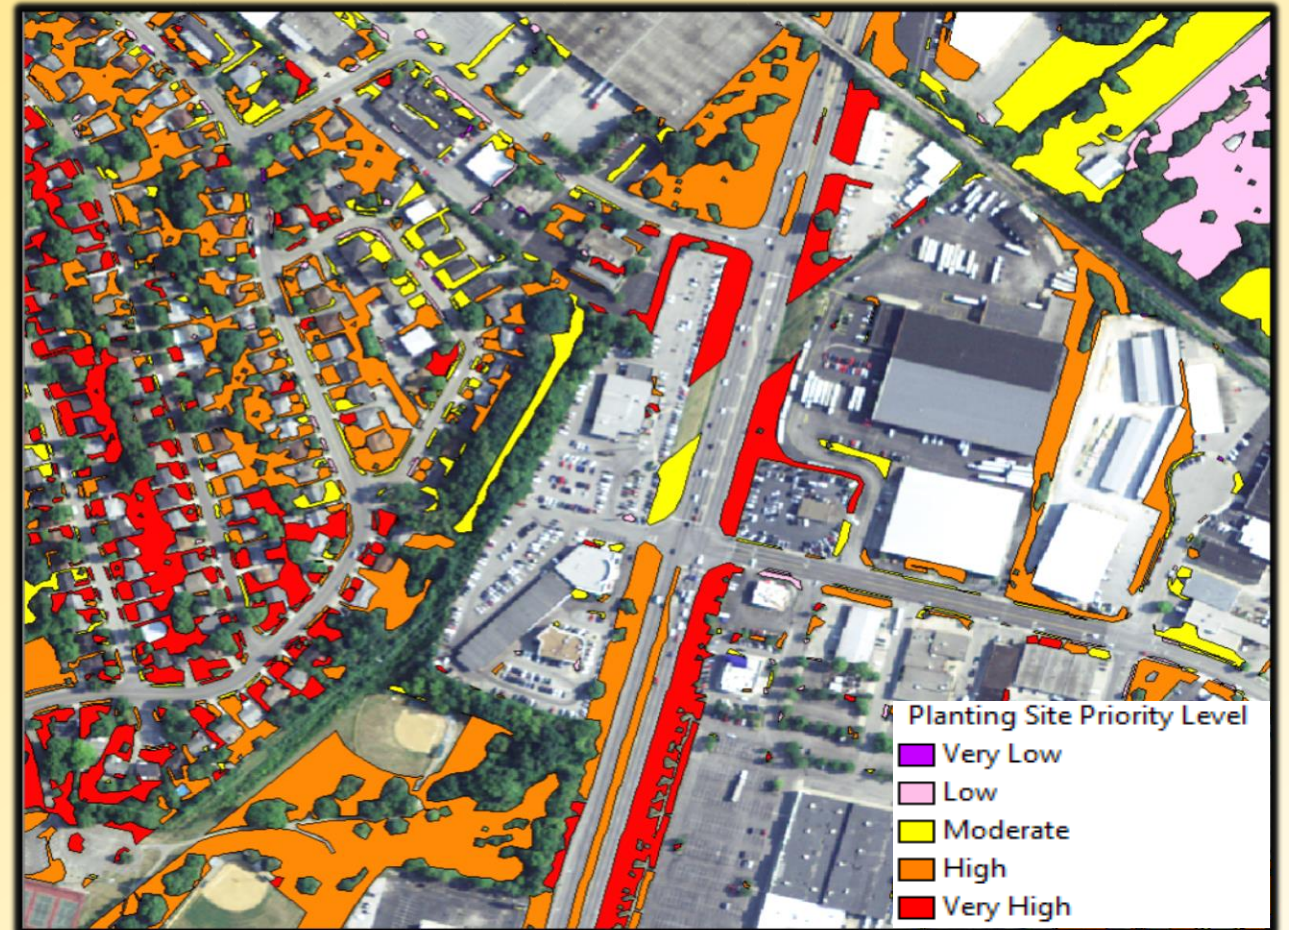 Planting Site Priority Level
Very Low
Low
Moderate
High
Very High